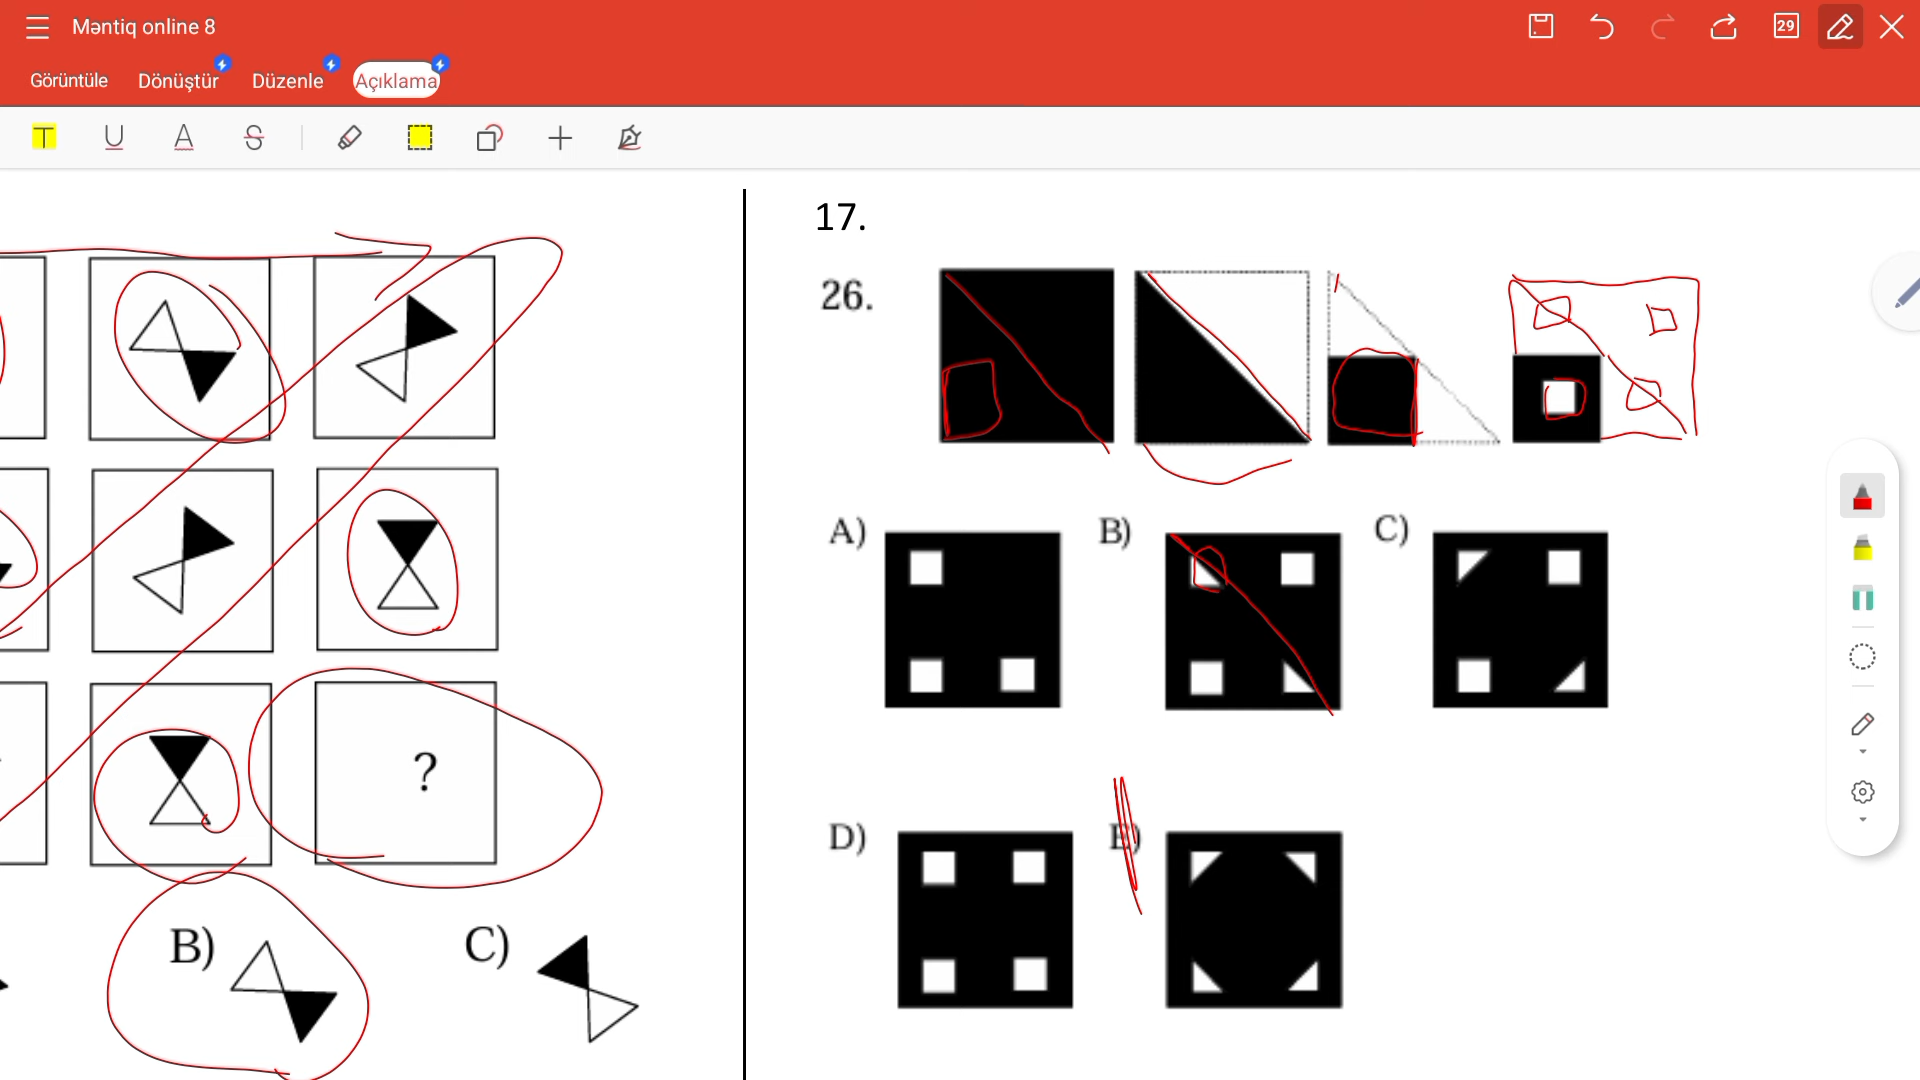 Məntiq online 8
29
Görüntüle
Dönüştür
Düzenle
Açıklama
T U A S
?
B)
C)
17.
26.
A)
B)
C)
D)
E)